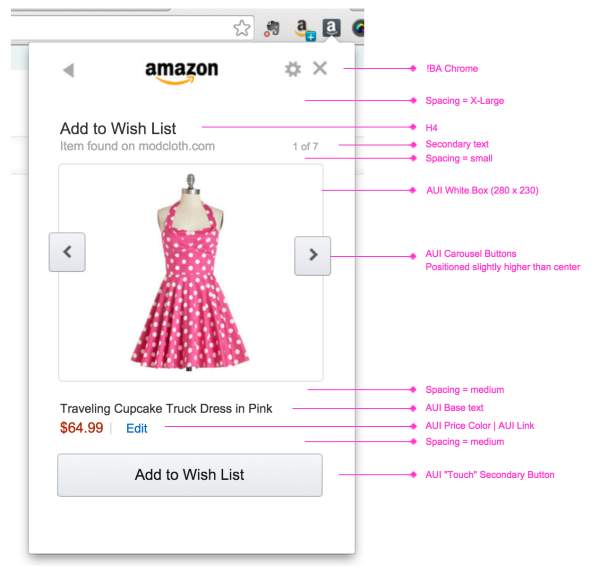 a
a
amazon
!BA Chrome
Spacing = X-Large
Add to Wish List
H4
Item found on modcloth.com
1 of 7
Secondary text
Spacing = small
AUI White Box (280 x 230)
AUI Carousel Buttons
Positioned slightly higher than center
Spacing = medium
Traveling Cupcake Truck Dress in Pink
AUI Base text
$64.99 | Edit
AUI Price Color | AUI Link
Spacing = medium
Add to Wish List
AUI "Touch" Secondary Button